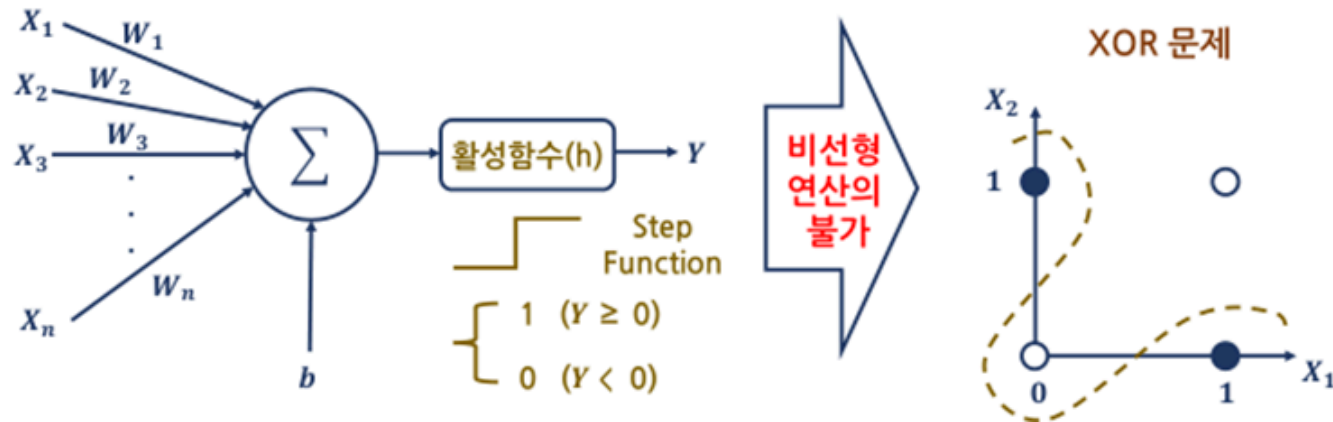 X₁
W₁
X₂
W₂
X₃
W₃
.
.
.
Xₙ
Wₙ
∑
b
활성함수(h)
Y
Step
Function
1 (Y ≥ 0)
0 (Y < 0)
비선형
연산의
불가
XOR 문제
X₂
1
0
1
X₁